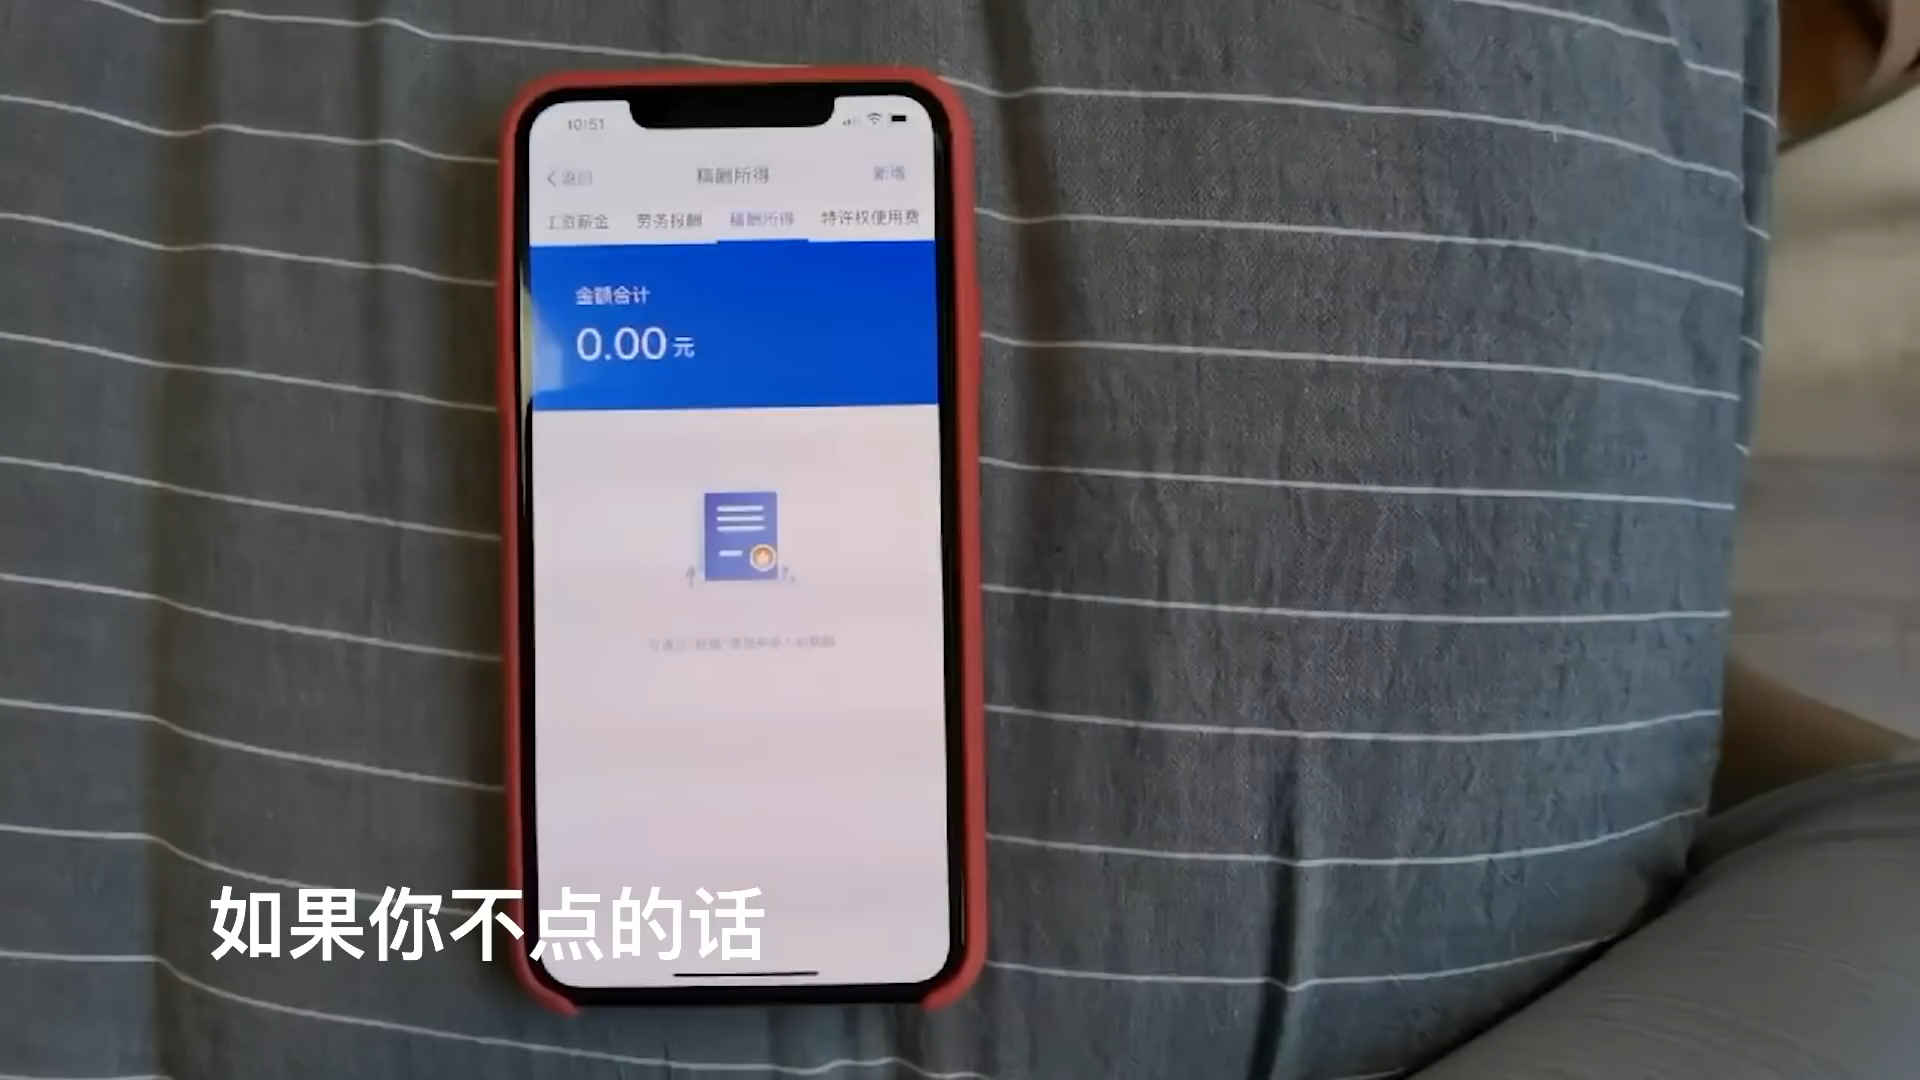 10:51
返回 稿酬所得 新增
工资薪金 劳务报酬 稿酬所得 特许权使用费
金额合计
0.00元
如果你不点的话